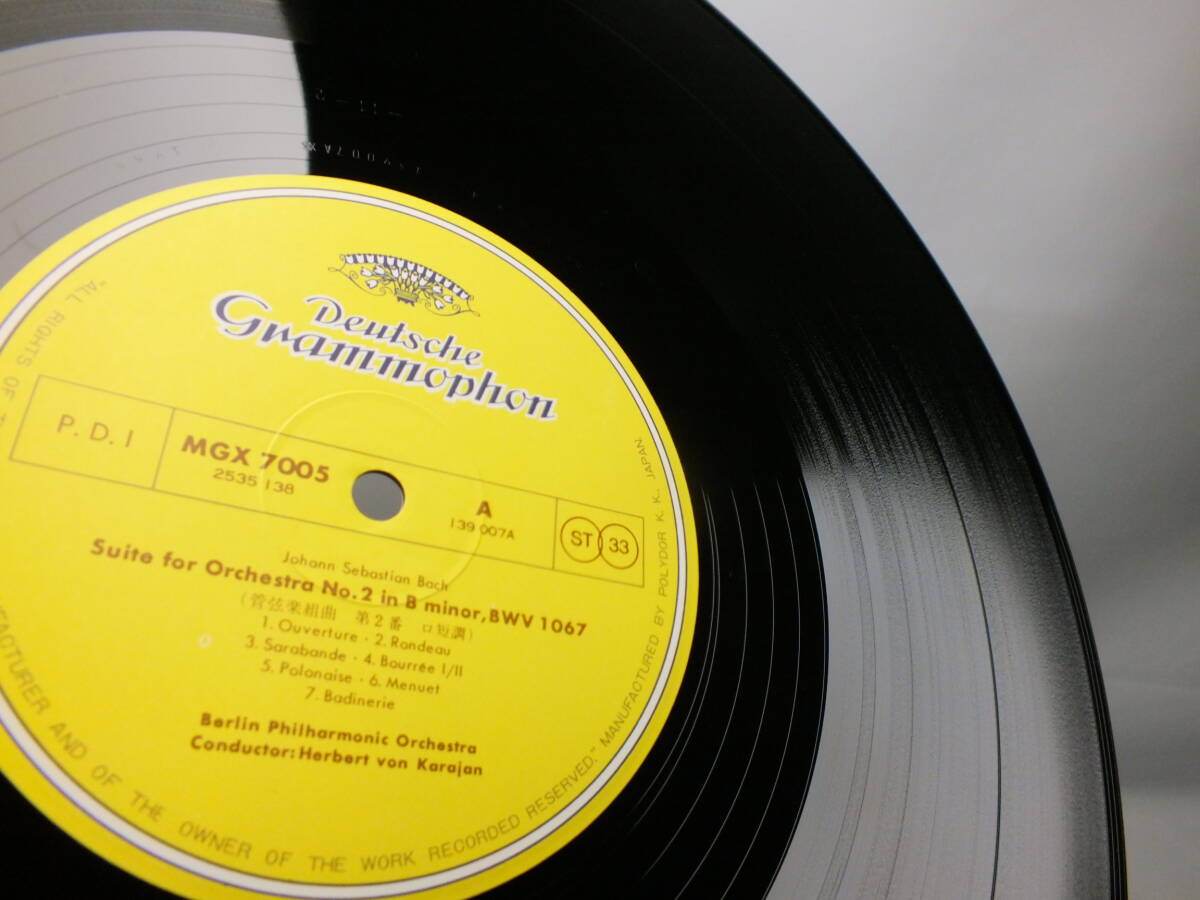 Deutsche
Grammophon
P.D.I
MGX 7005
2535 138
A
139 007A
ST 33
Johann Sebastian Bach
Suite for Orchestra No.2 in B minor, BWV 1067
(管弦楽組曲 第2番 ロ短調)
1. Ouverture · 2. Rondeau
3. Sarabande · 4. Bourrée I/II
5. Polonaise · 6. Menuet
7. Badinerie
Berlin Philharmonic Orchestra
Conductor: Herbert von Karajan
"ALL RIGHTS OF
MANUFACTURER AND OF THE OWNER OF THE WORK RECORDED RESERVED." MANUFACTURED BY POLYDOR K. K., JAPAN.